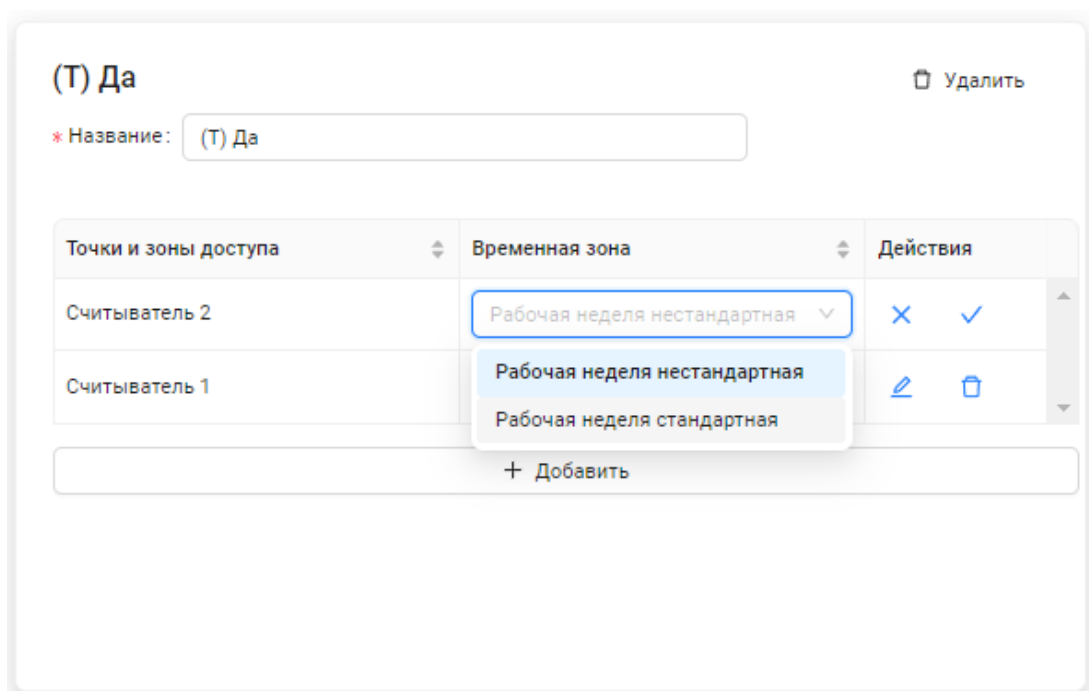 (Т) Да
Удалить
* Название: (Т) Да
Точки и зоны доступа Временная зона Действия
Считыватель 2 Рабочая неделя нестандартная
Рабочая неделя нестандартная
Считыватель 1
Рабочая неделя стандартная
+ Добавить